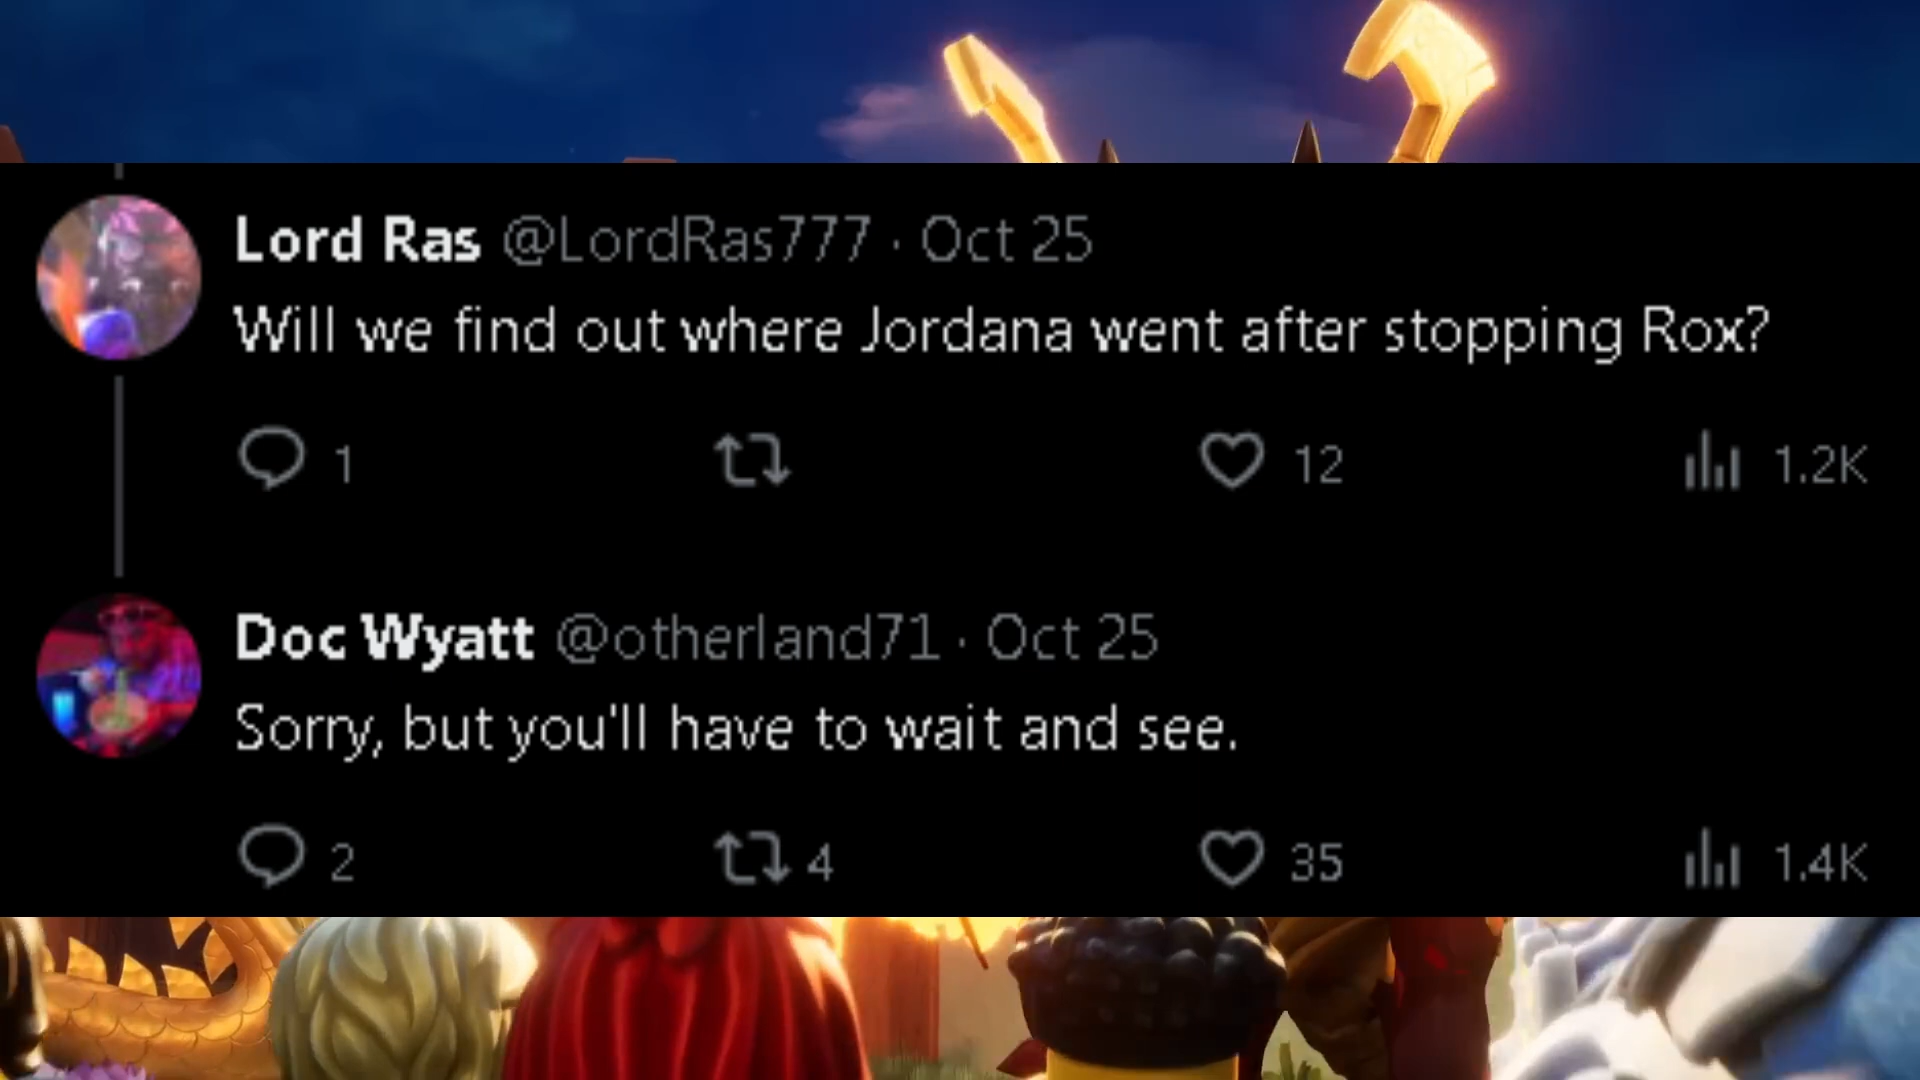 Lord Ras @LordRas777 · Oct 25
Will we find out where Jordana went after stopping Rox?
1 12 1.2K
Doc Wyatt @otherland71 · Oct 25
Sorry, but you'll have to wait and see.
2 4 35 1.4K